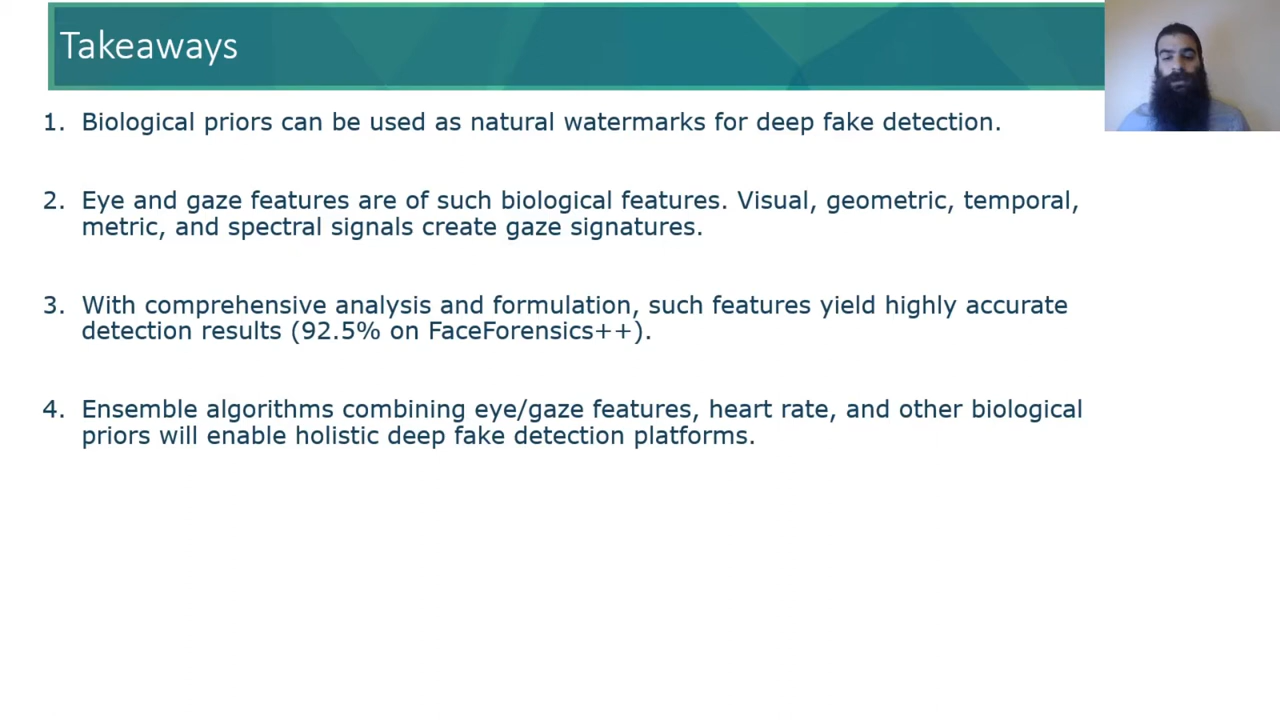 Takeaways
1. Biological priors can be used as natural watermarks for deep fake detection.
2. Eye and gaze features are of such biological features. Visual, geometric, temporal,
metric, and spectral signals create gaze signatures.
3. With comprehensive analysis and formulation, such features yield highly accurate
detection results (92.5% on FaceForensics++).
4. Ensemble algorithms combining eye/gaze features, heart rate, and other biological
priors will enable holistic deep fake detection platforms.